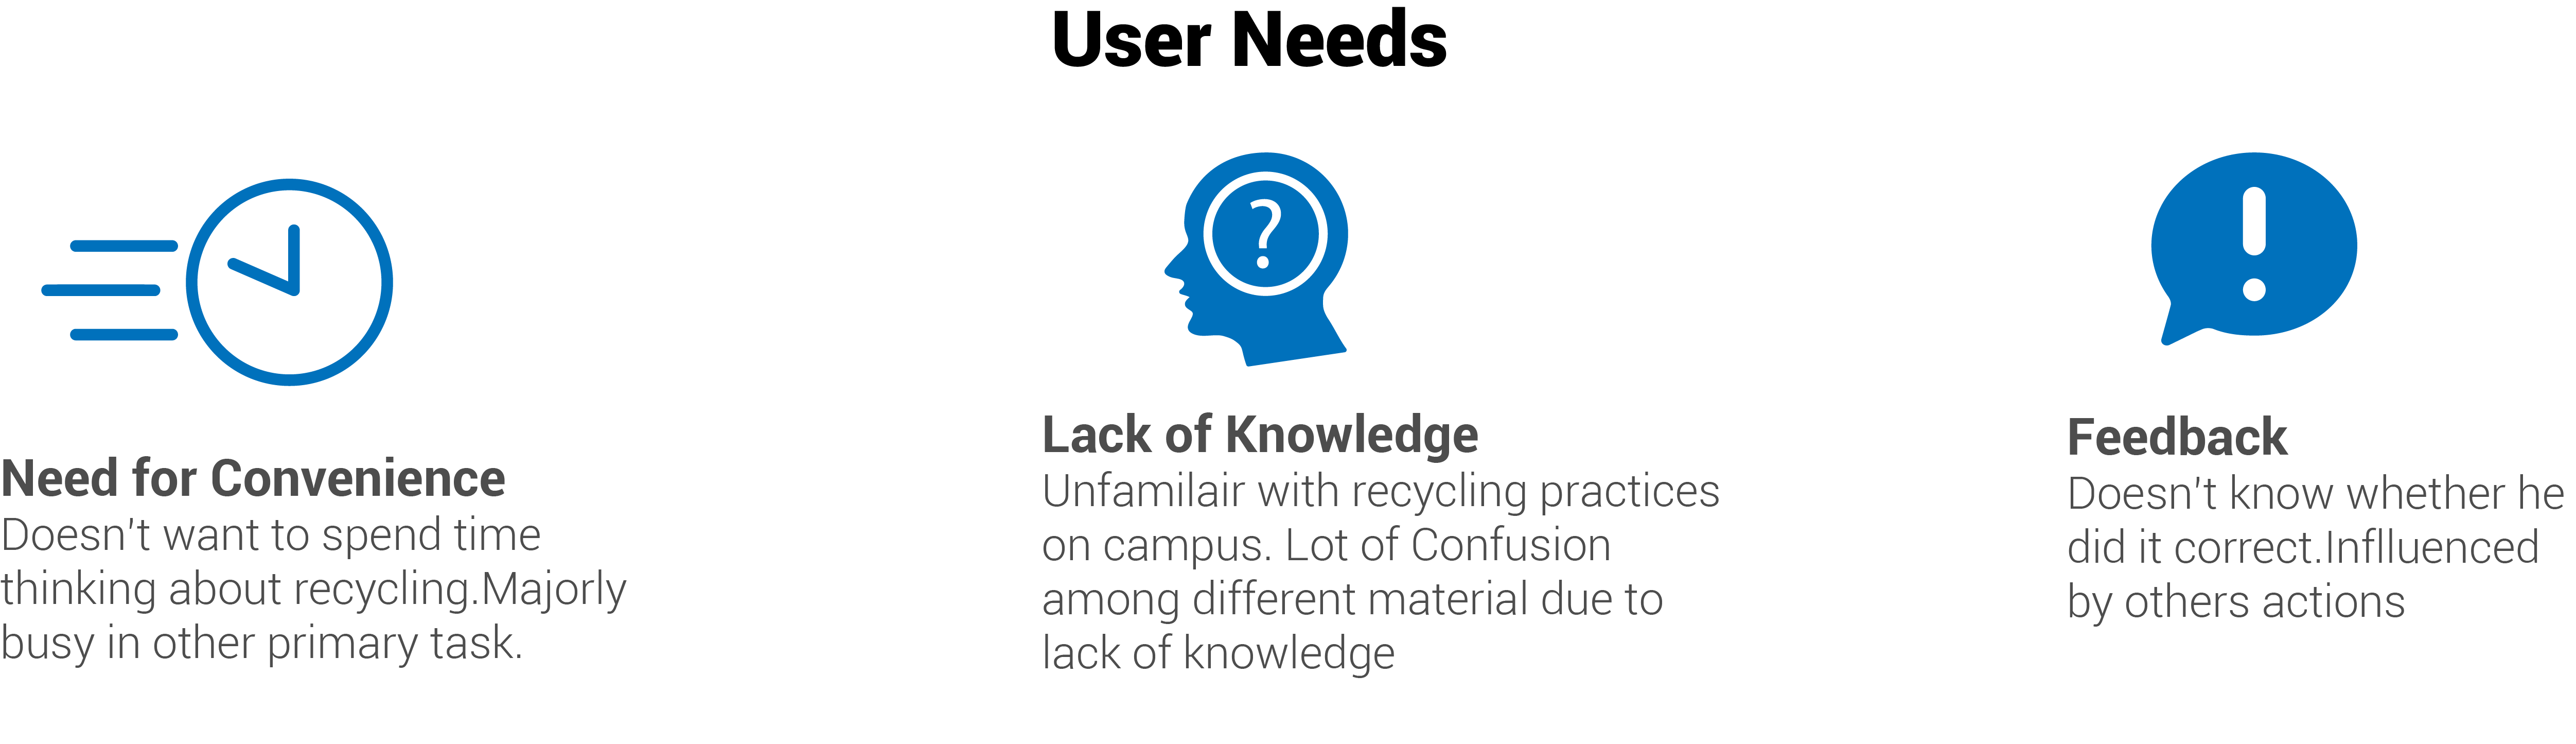 User Needs
?
!
Need for Convenience
Doesn't want to spend time
thinking about recycling.Majorly
busy in other primary task.
Lack of Knowledge
Unfamilair with recycling practices
on campus. Lot of Confusion
among different material due to
lack of knowledge
Feedback
Doesn't know whether he
did it correct.Inflluenced
by others actions